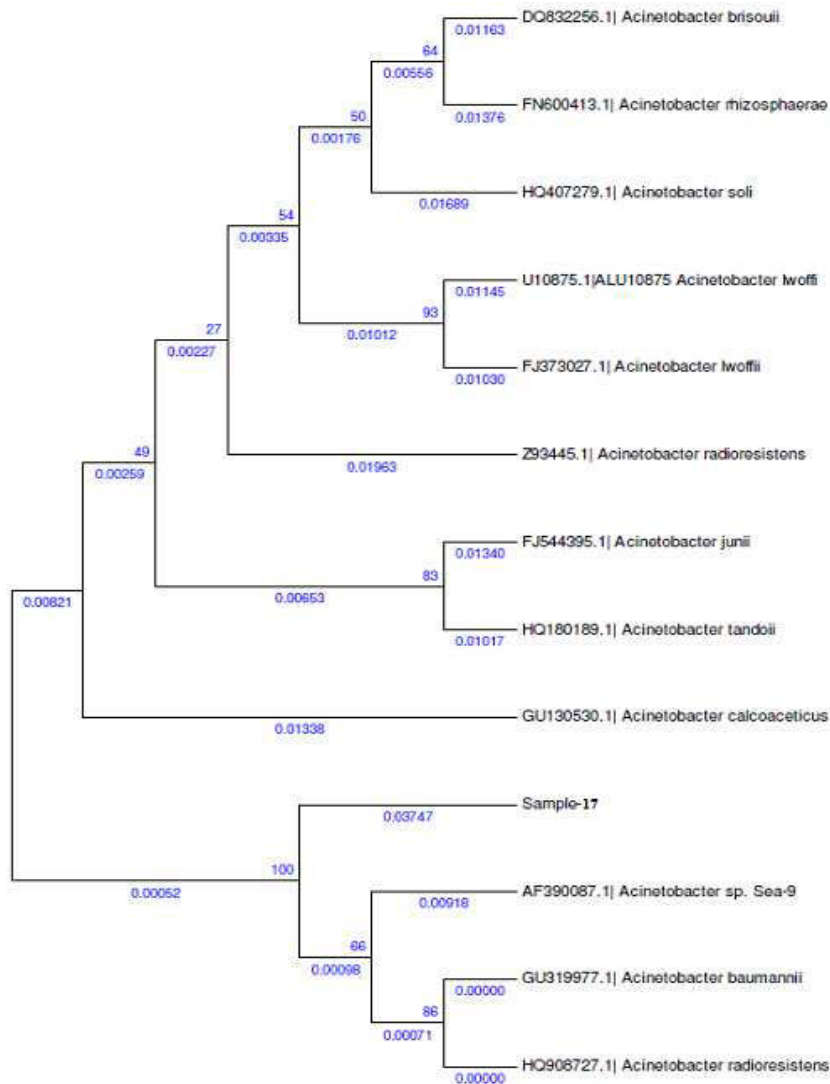 DQ832256.1| Acinetobacter brisouii
0.01163
64
0.00556
FN600413.1| Acinetobacter rhizosphaerae
0.01376
50
0.00176
HQ407279.1| Acinetobacter soli
0.01689
54
0.00335
U10875.1|ALU10875 Acinetobacter lwoffi
0.01145
93
0.01012
FJ373027.1| Acinetobacter lwoffii
0.01030
27
0.00227
Z93445.1| Acinetobacter radioresistens
0.01963
49
0.00259
FJ544395.1| Acinetobacter junii
0.01340
83
0.00653
HQ180189.1| Acinetobacter tandoii
0.01017
0.00821
GU130530.1| Acinetobacter calcoaceticus
0.01338
Sample-17
0.03747
100
0.00052
AF390087.1| Acinetobacter sp. Sea-9
0.00918
66
0.00098
GU319977.1| Acinetobacter baumannii
0.00000
86
0.00071
HQ908727.1| Acinetobacter radioresistens
0.00000